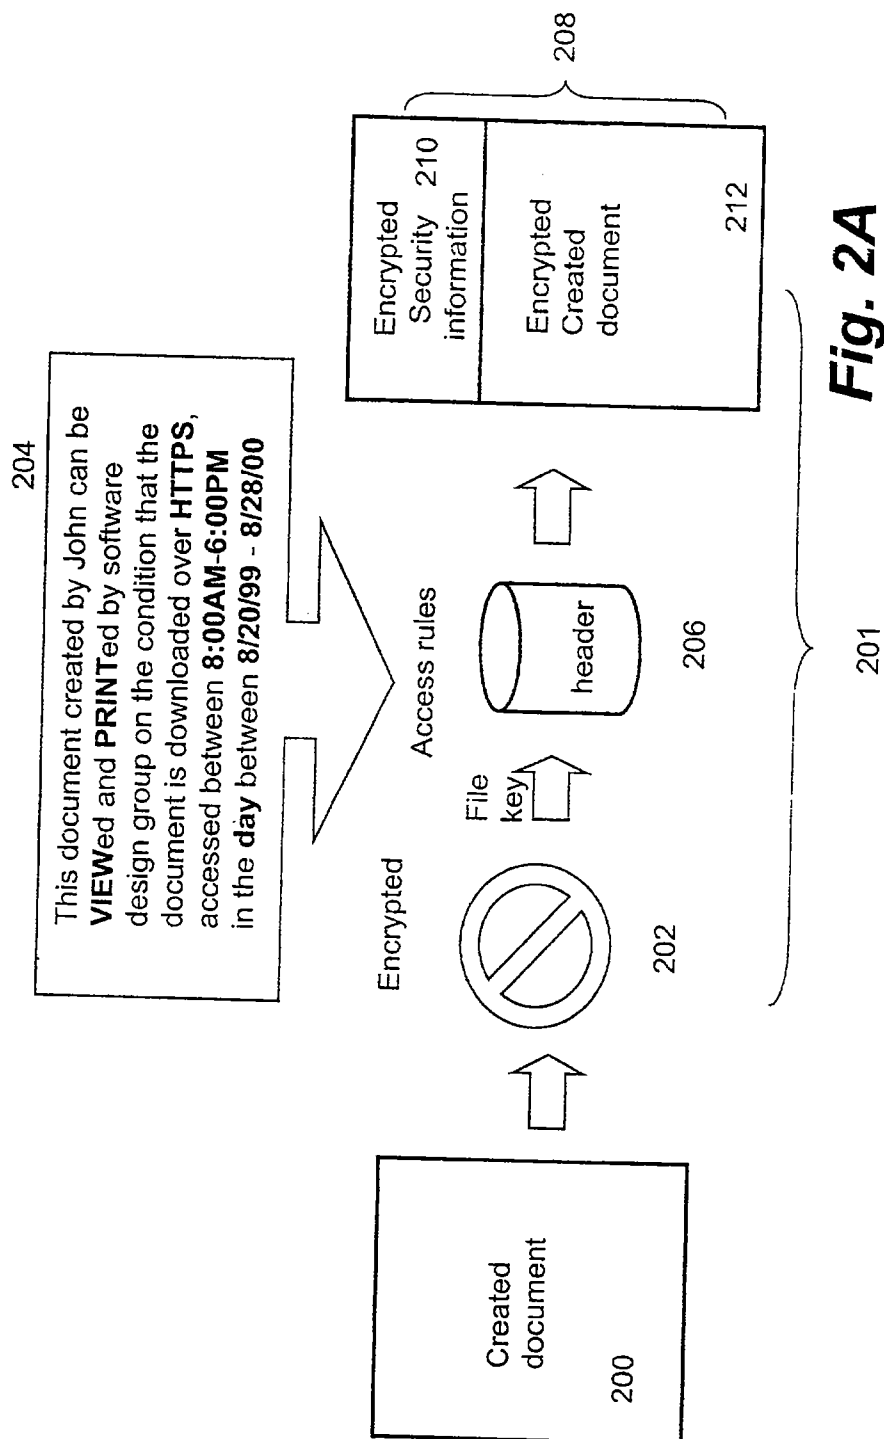 204
This document created by John can be
VIEWed and PRINTed by software
design group on the condition that the
document is downloaded over HTTPS,
accessed between 8:00AM-6:00PM
in the day between 8/20/99 - 8/28/00
Created
document
200
Encrypted
202
File
key
Access rules
header
206
Encrypted
Security 210
information
Encrypted
Created
document
212
208
201
Fig. 2A